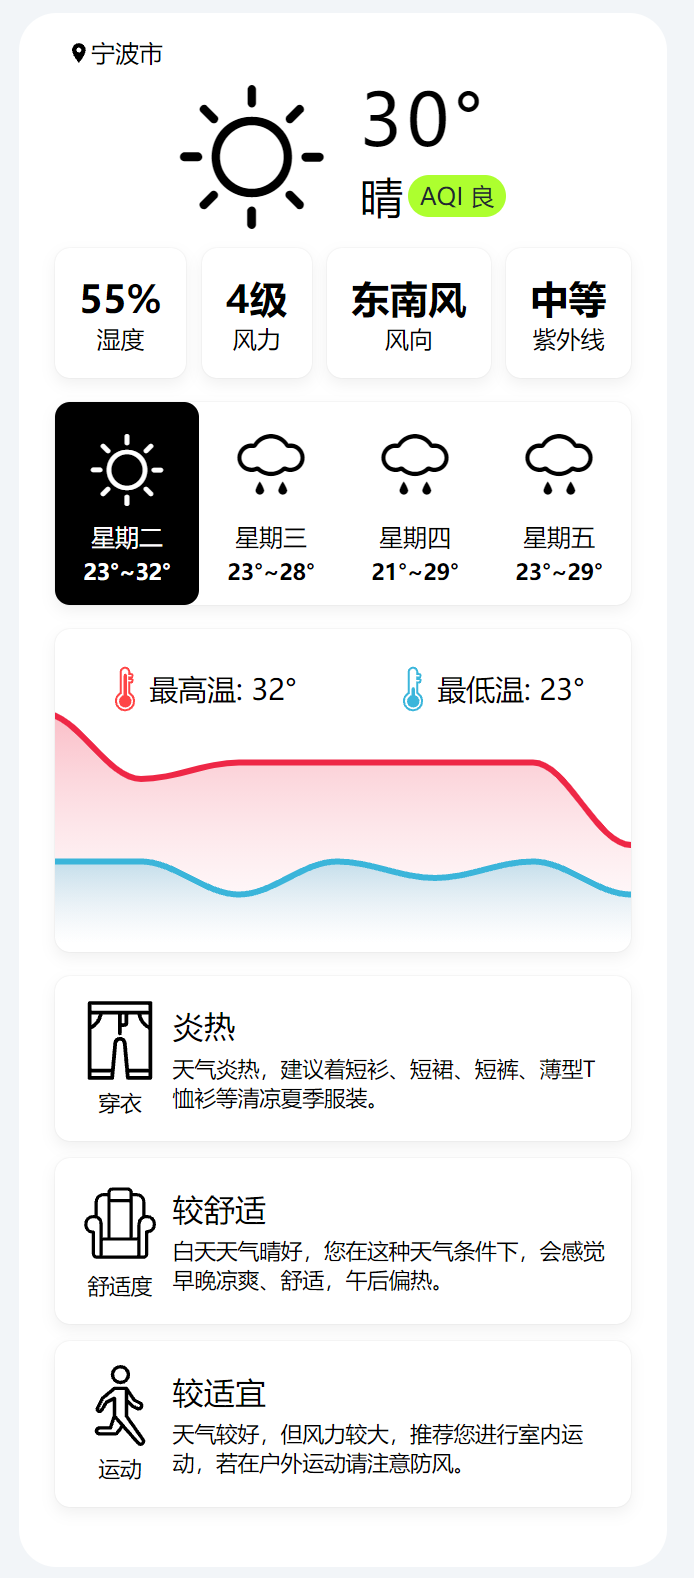 宁波市
30°
晴 AQI 良
55% 4级 东南风 中等
湿度 风力 风向 紫外线
星期二 星期三 星期四 星期五
23°~32° 23°~28° 21°~29° 23°~29°
最高温: 32° 最低温: 23°
炎热
天气炎热，建议着短衫、短裙、短裤、薄型T
恤衫等清凉夏季服装。
穿衣
较舒适
白天天气晴好，您在这种天气条件下，会感觉
早晚凉爽、舒适，午后偏热。
舒适度
较适宜
天气较好，但风力较大，推荐您进行室内运
动，若在户外运动请注意防风。
运动